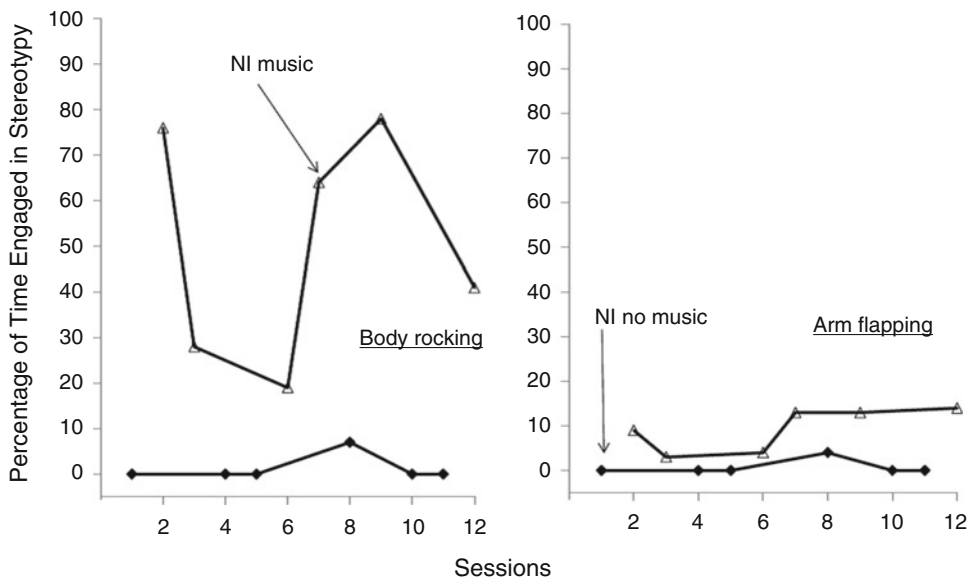 Percentage of Time Engaged in Stereotypy
100
90
80
70
60
50
40
30
20
10
0
NI music
Body rocking
2 4 6 8 10 12
100
90
80
70
60
50
40
30
20
10
0
NI no music
Arm flapping
2 4 6 8 10 12
Sessions